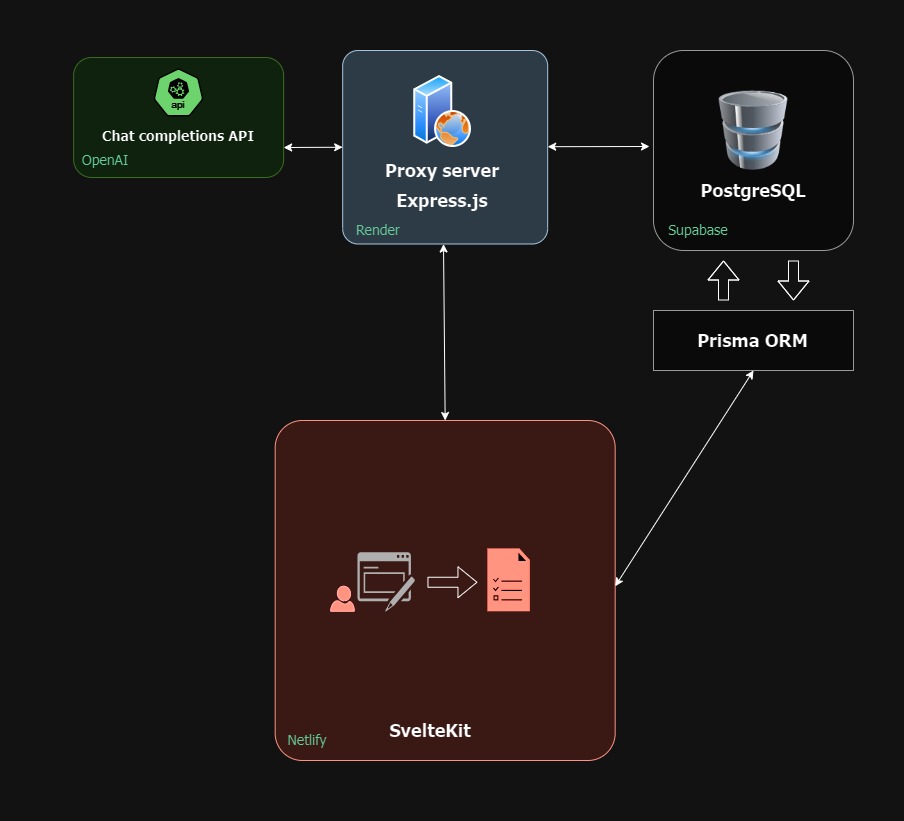 api
Chat completions API
OpenAI
Proxy server
Express.js
Render
PostgreSQL
Supabase
Prisma ORM
SvelteKit
Netlify